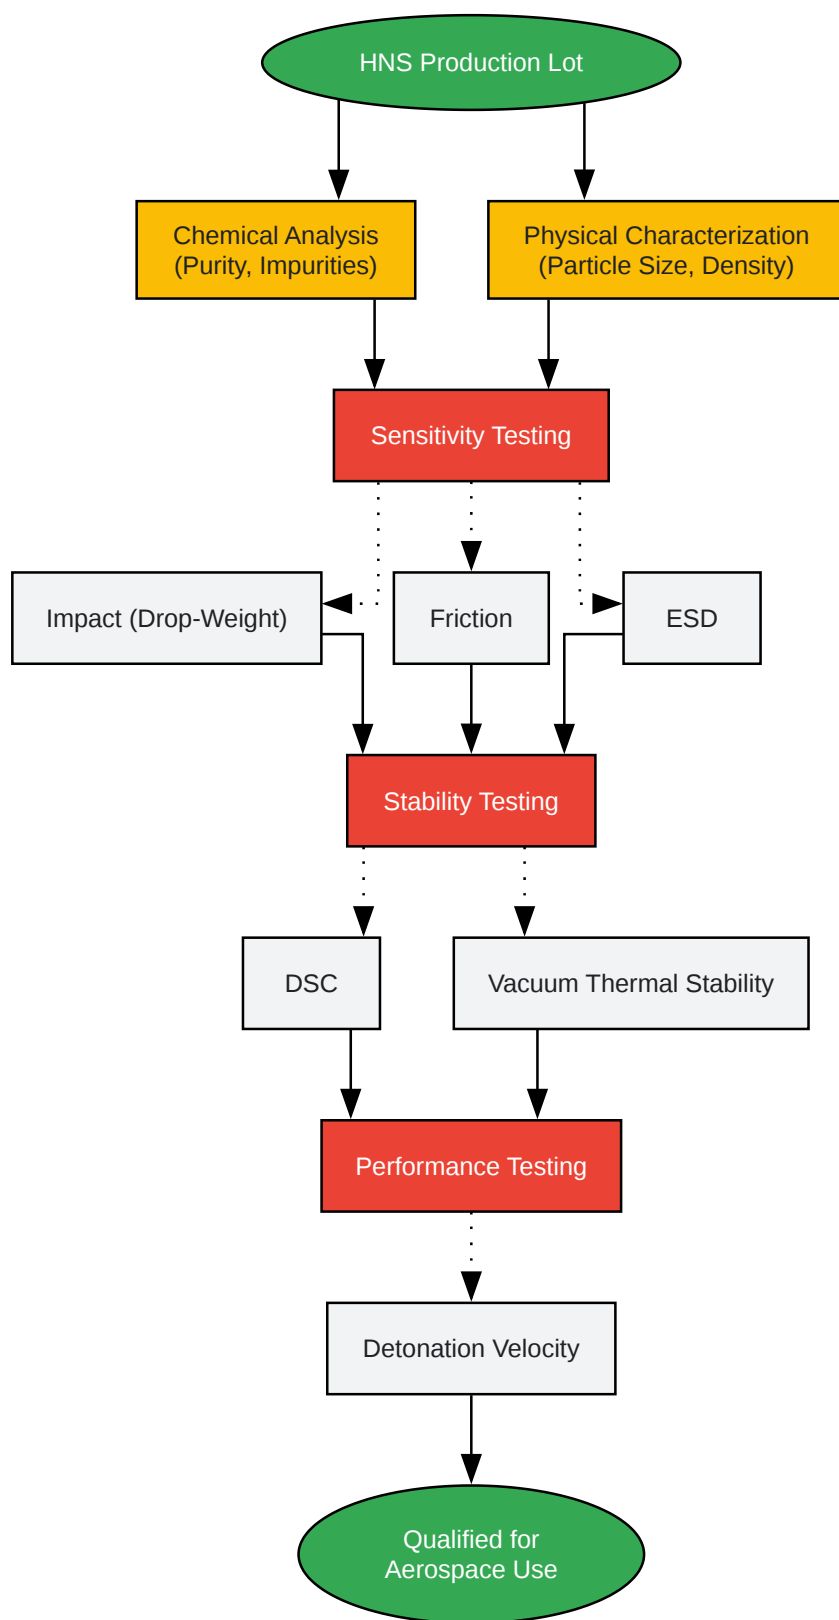 HNS Production Lot
Chemical Analysis
(Purity, Impurities)
Physical Characterization
(Particle Size, Density)
Sensitivity Testing
Impact (Drop-Weight)
Friction
ESD
Stability Testing
DSC
Vacuum Thermal Stability
Performance Testing
Detonation Velocity
Qualified for
Aerospace Use